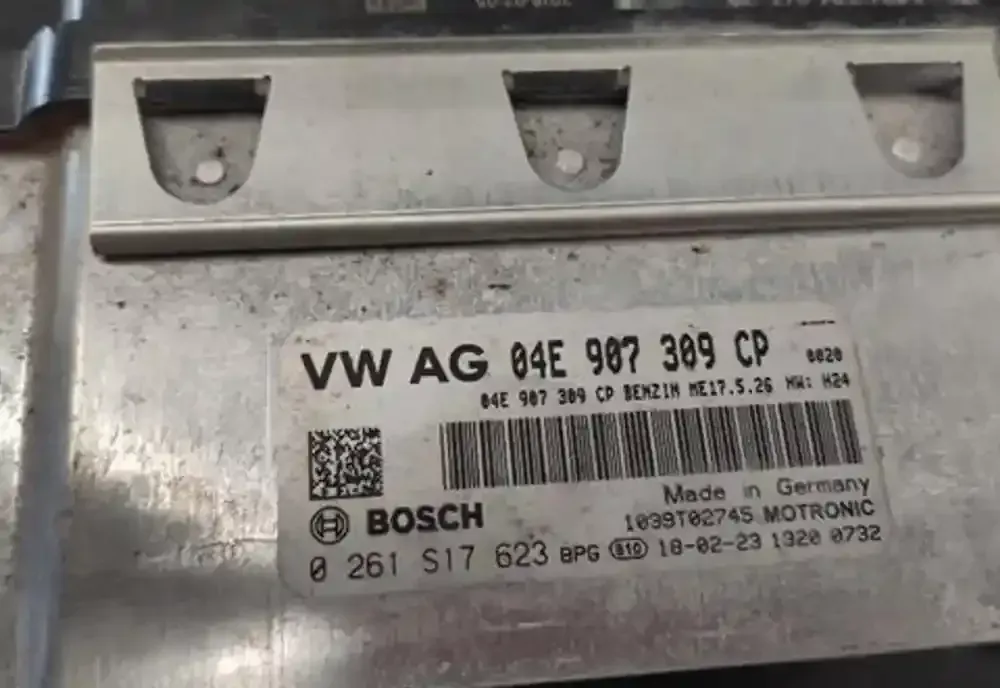 VW AG 04E 907 309 CP 0020
04E 907 309 CP BENZIN ME17.5.26 HW: H24
Made in Germany
BOSCH 1039T02745 MOTRONIC
0 261 S17 623 BPG 810 18-02-23 1320 0732